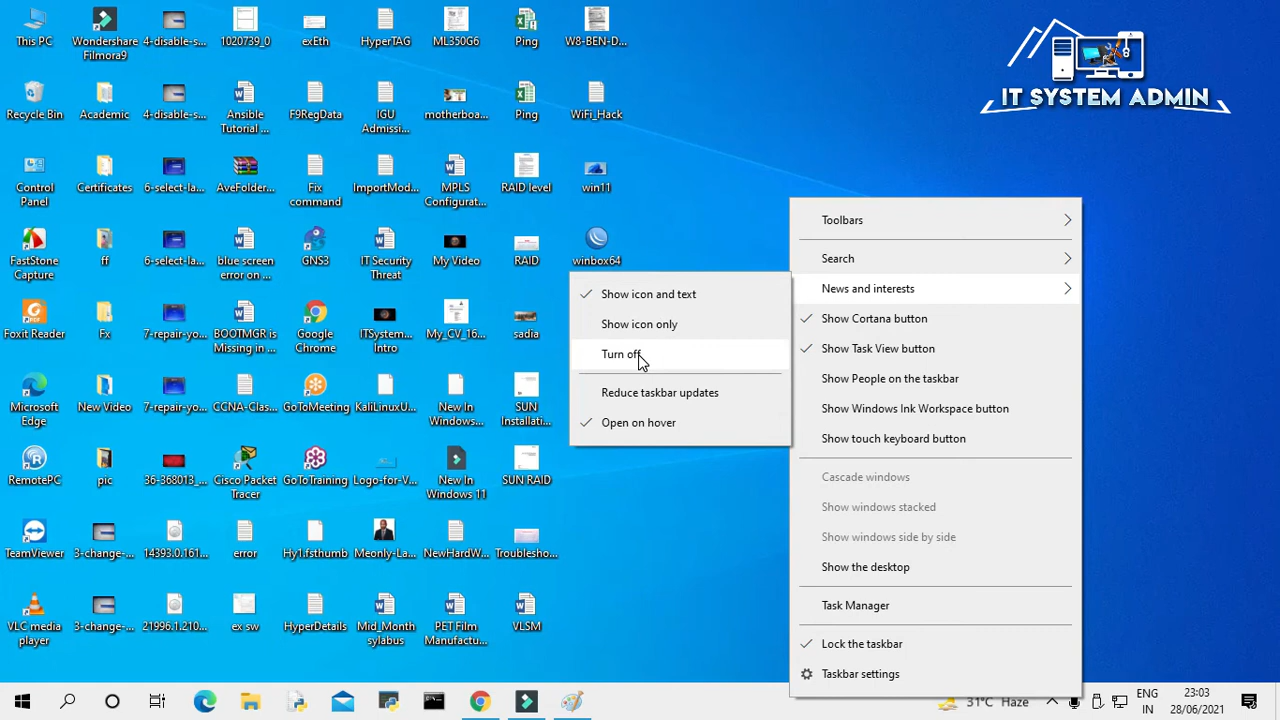 This PC
Wondershare
Filmora9
4-disable-s...
1020739_0
exEth
HyperTAG
ML350G6
Ping
W8-BEN-D...
Recycle Bin
Academic
4-disable-s...
Ansible
Tutorial ...
F9RegData
IGU
Admissi...
motherboa...
Ping
WiFi_Hack
Control
Panel
Certificates
6-select-la...
AveFolder...
Fix
command
ImportMod...
MPLS
Configurat...
RAID level
win11
FastStone
Capture
ff
6-select-la...
blue screen
error on ...
GNS3
IT Security
Threat
My Video
RAID
winbox64
Foxit Reader
Fx
7-repair-yo...
BOOTMGR is
Missing in ...
Google
Chrome
ITSystem...
Intro
My_CV_16...
sadia
Microsoft
Edge
New Video
7-repair-yo...
CCNA-Clas...
GoToMeeting
KaliLinuxU...
New In
Windows...
SUN
Installati...
RemotePC
pic
36-368013_...
Cisco Packet
Tracer
GoToTraining
Logo-for-V...
New In
Windows 11
SUN RAID
TeamViewer
3-change-...
14393.0.161...
error
Hy1.fsthumb
Meonly-La...
NewHardW...
Troublesho...
VLC media
player
3-change-...
21996.1.210...
ex sw
HyperDetails
Mid_Month
syllabus
PET Film
Manufactu...
VLSM
IT SYSTEM ADMIN
Show icon and text
Show icon only
Turn off
Reduce taskbar updates
Open on hover
Toolbars
Search
News and interests
Show Cortana button
Show Task View button
Show People on the taskbar
Show Windows Ink Workspace button
Show touch keyboard button
Cascade windows
Show windows stacked
Show windows side by side
Show the desktop
Task Manager
Lock the taskbar
Taskbar settings
31°C Haze
ENG
IN
23:03
28/06/2021